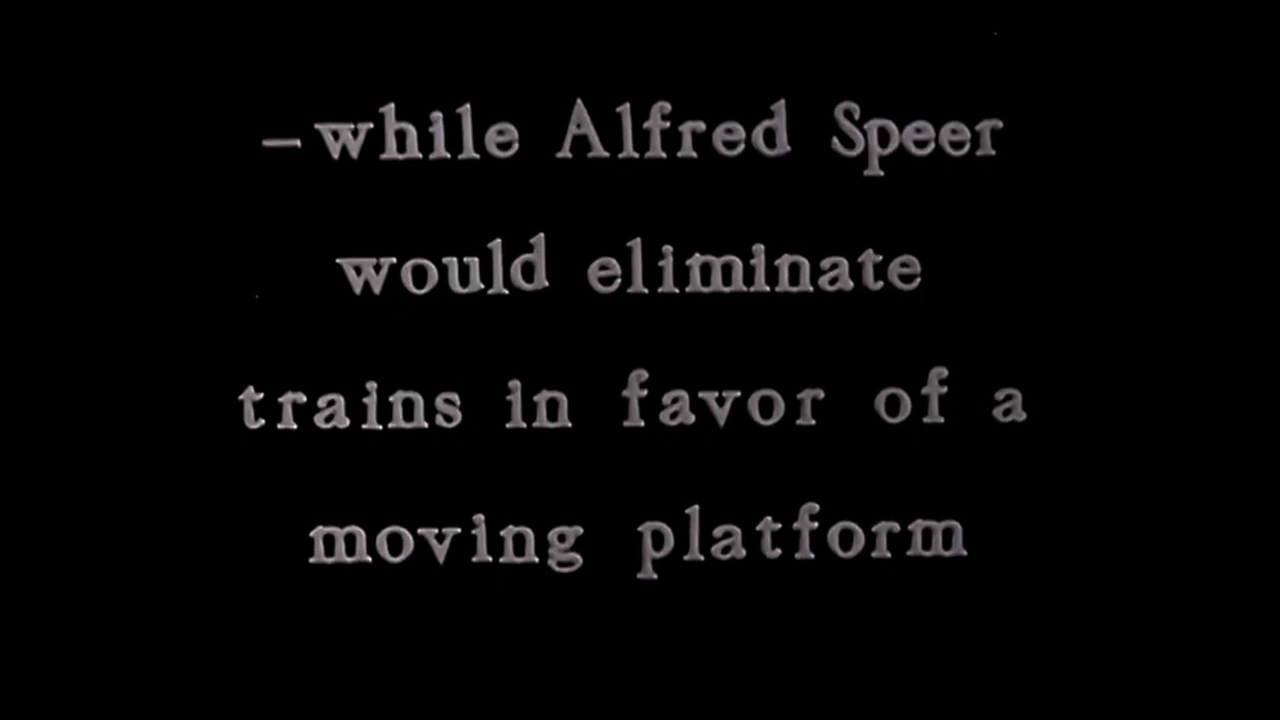 —while Alfred Speer
would eliminate
trains in favor of a
moving platform